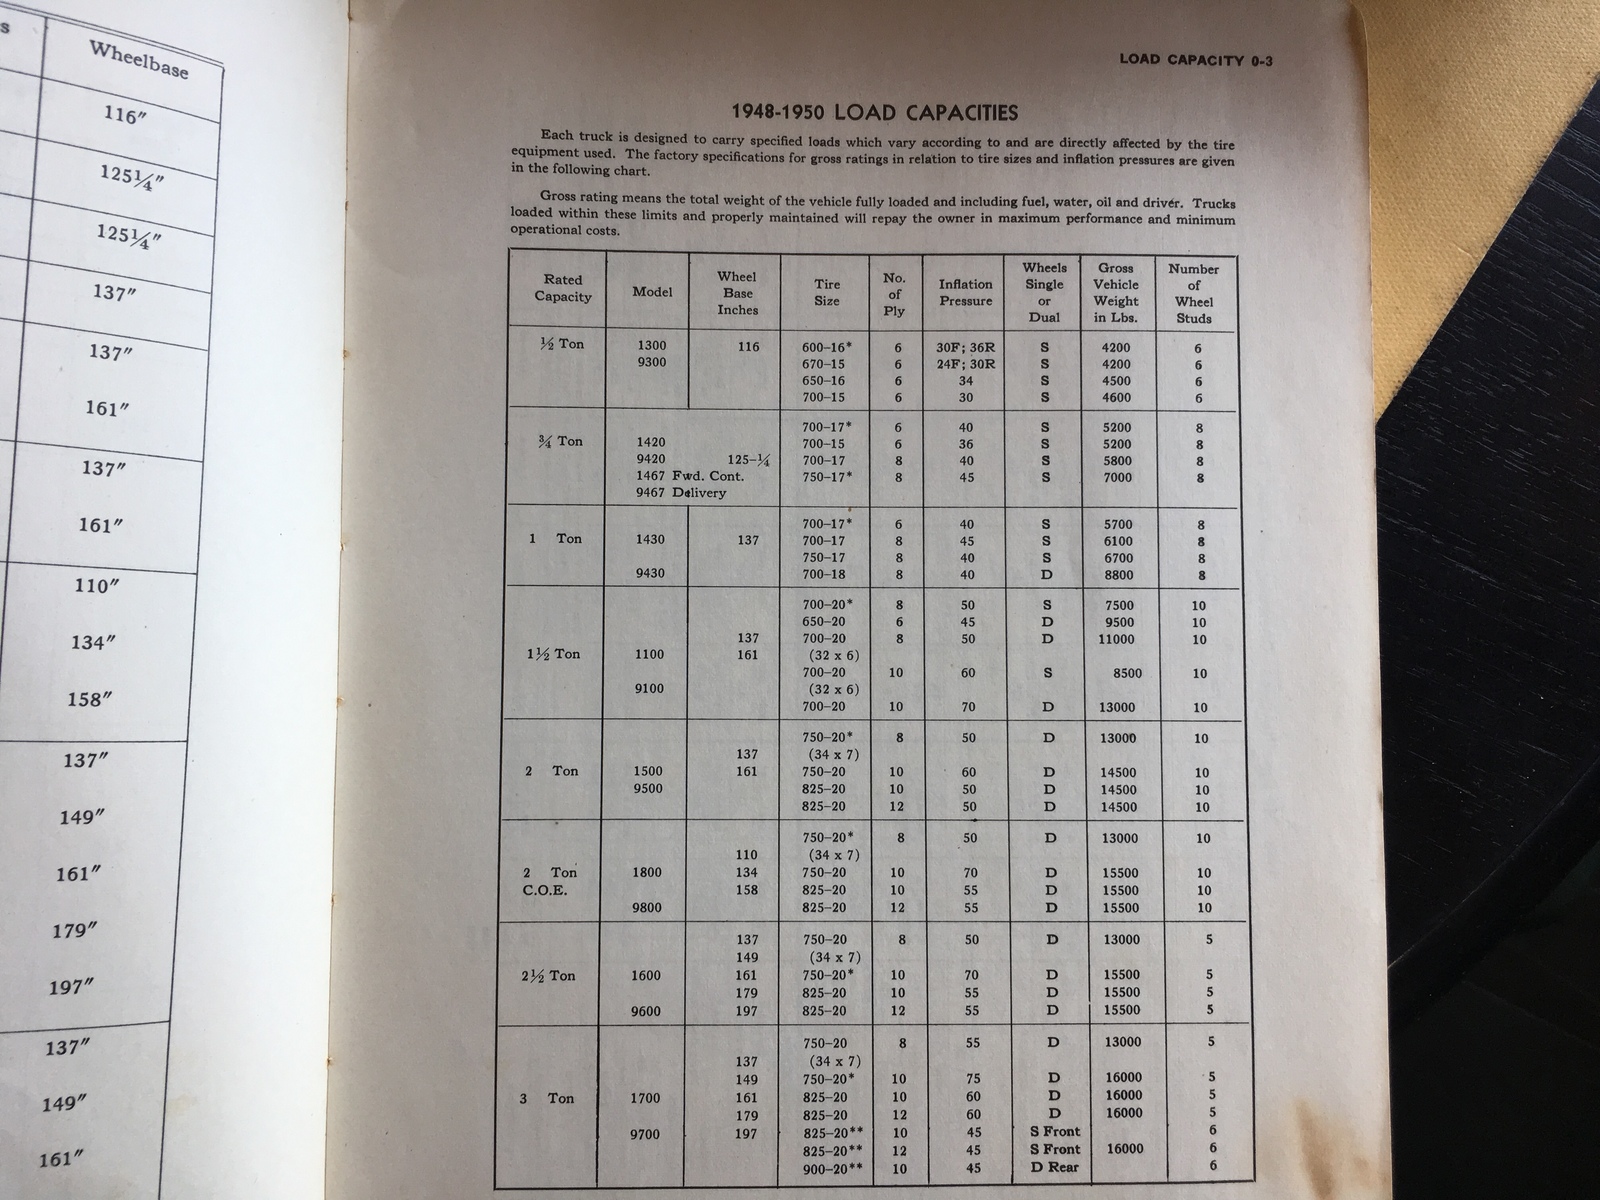 s
Wheelbase
116″
125¼″
125¼″
137″
137″
161″
137″
161″
110″
134″
158″
137″
149″
161″
179″
197″
137″
149″
161″
LOAD CAPACITY 0-3
1948-1950 LOAD CAPACITIES
Each truck is designed to carry specified loads which vary according to and are directly affected by the tire
equipment used. The factory specifications for gross ratings in relation to tire sizes and inflation pressures are given
in the following chart.
Gross rating means the total weight of the vehicle fully loaded and including fuel, water, oil and driver. Trucks
loaded within these limits and properly maintained will repay the owner in maximum performance and minimum
operational costs.
Rated Capacity Model Wheel Base Inches Tire Size No. of Ply Inflation Pressure Wheels Single or Dual Gross Vehicle Weight in Lbs. Number of Wheel Studs
½ Ton 1300 116 600-16* 6 30F; 36R S 4200 6
9300 670-15 6 24F; 30R S 4200 6
650-16 6 34 S 4500 6
700-15 6 30 S 4600 6
700-17* 6 40 S 5200 8
¾ Ton 1420 700-15 6 36 S 5200 8
9420 125-¼ 700-17 8 40 S 5800 8
1467 Fwd. Cont. 750-17* 8 45 S 7000 8
9467 Delivery
700-17* 6 40 S 5700 8
1 Ton 1430 137 700-17 8 45 S 6100 8
750-17 8 40 S 6700 8
9430 700-18 8 40 D 8800 8
700-20* 8 50 S 7500 10
650-20 6 45 D 9500 10
137 700-20 8 50 D 11000 10
1½ Ton 1100 161 (32 x 6)
700-20 10 60 S 8500 10
9100 (32 x 6)
700-20 10 70 D 13000 10
750-20* 8 50 D 13000 10
137 (34 x 7)
2 Ton 1500 161 750-20 10 60 D 14500 10
9500 825-20 10 50 D 14500 10
825-20 12 50 D 14500 10
750-20* 8 50 D 13000 10
110 (34 x 7)
2 Ton 1800 134 750-20 10 70 D 15500 10
C.O.E. 158 825-20 10 55 D 15500 10
9800 825-20 12 55 D 15500 10
137 750-20 8 50 D 13000 5
149 (34 x 7)
2½ Ton 1600 161 750-20* 10 70 D 15500 5
179 825-20 10 55 D 15500 5
9600 197 825-20 12 55 D 15500 5
750-20 8 55 D 13000 5
137 (34 x 7)
149 750-20* 10 75 D 16000 5
3 Ton 1700 161 825-20 10 60 D 16000 5
179 825-20 12 60 D 16000 5
9700 197 825-20** 10 45 S Front 6
825-20** 12 45 S Front 16000 6
900-20** 10 45 D Rear 6